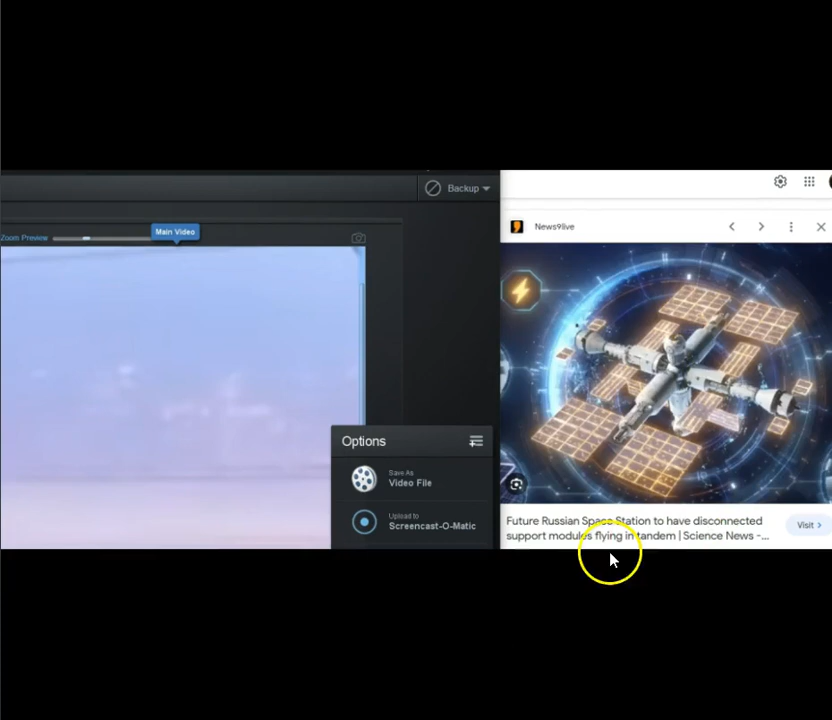 Backup
Zoom Preview
Main Video
Options
Save As
Video File
Upload to
Screencast-O-Matic
News9live
Future Russian Space Station to have disconnected
support modules flying in tandem | Science News -...
Visit >